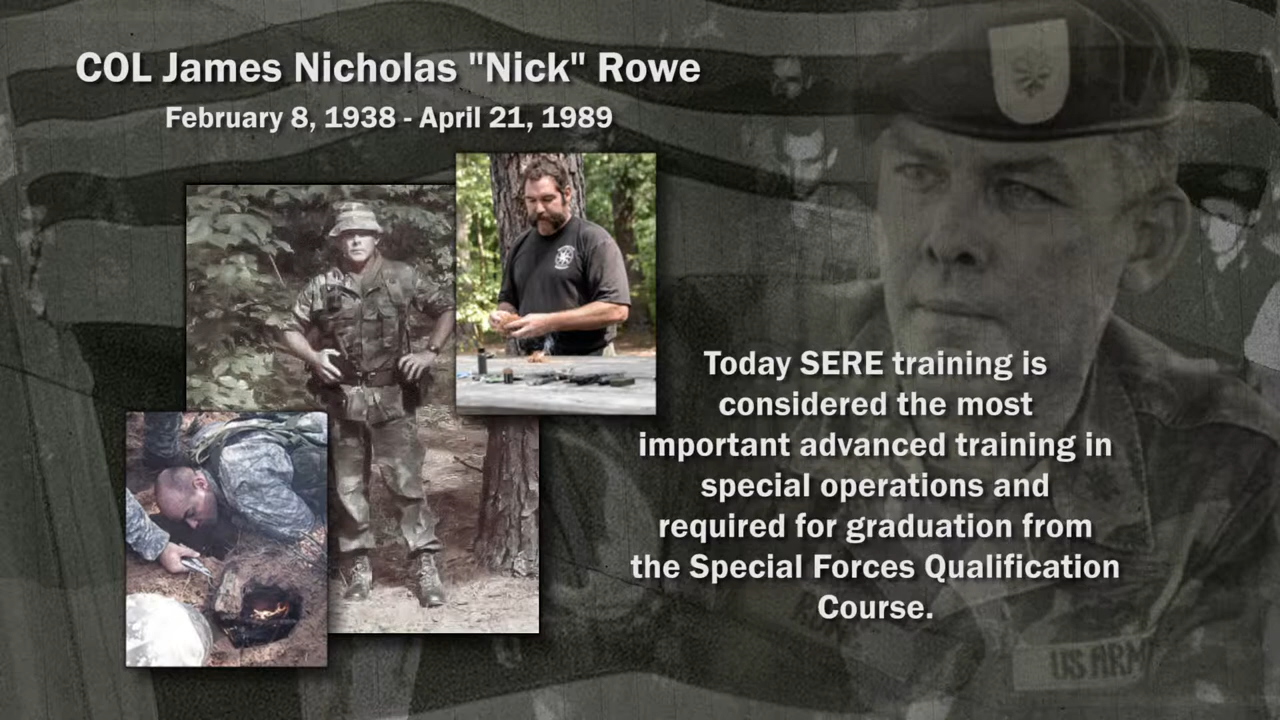 COL James Nicholas "Nick" Rowe
February 8, 1938 - April 21, 1989
Today SERE training is
considered the most
important advanced training in
special operations and
required for graduation from
the Special Forces Qualification
Course.
US ARM